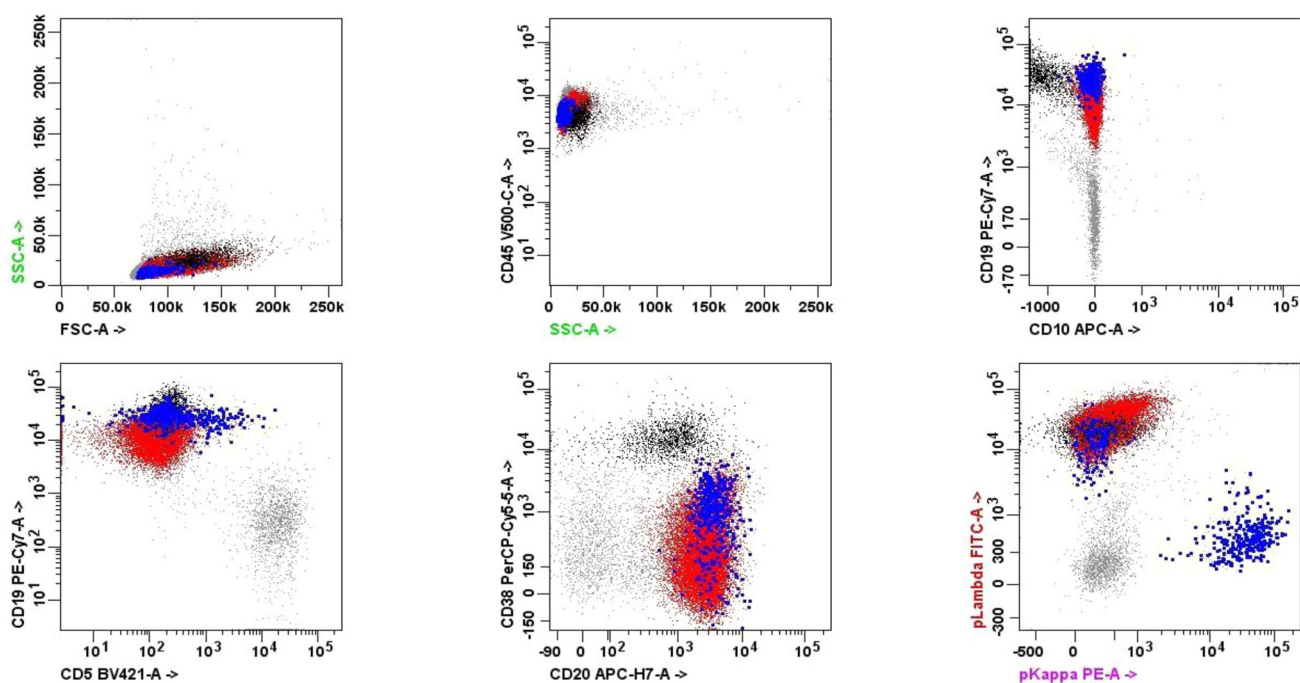 250k
200k
150k
100k
50.0k
0
SSC-A ->
0 50.0k 100k 150k 200k 250k
FSC-A ->
10^5
10^4
10^3
10^2
10^1
CD45 V500-C-A ->
0 50.0k 100k 150k 200k 250k
SSC-A ->
10^5
10^4
10^3
170
0
-170
CD19 PE-Cy7-A ->
-1000 0 10^3 10^4 10^5
CD10 APC-A ->
10^5
10^4
10^3
10^2
10^1
CD19 PE-Cy7-A ->
10^1 10^2 10^3 10^4 10^5
CD5 BV421-A ->
10^5
10^4
10^3
150
0
-150
CD38 PerCP-Cy5-5-A ->
-90 0 10^2 10^3 10^4 10^5
CD20 APC-H7-A ->
10^5
10^4
10^3
300
0
-300
pLambda FITC-A ->
-500 0 10^3 10^4 10^5
pKappa PE-A ->